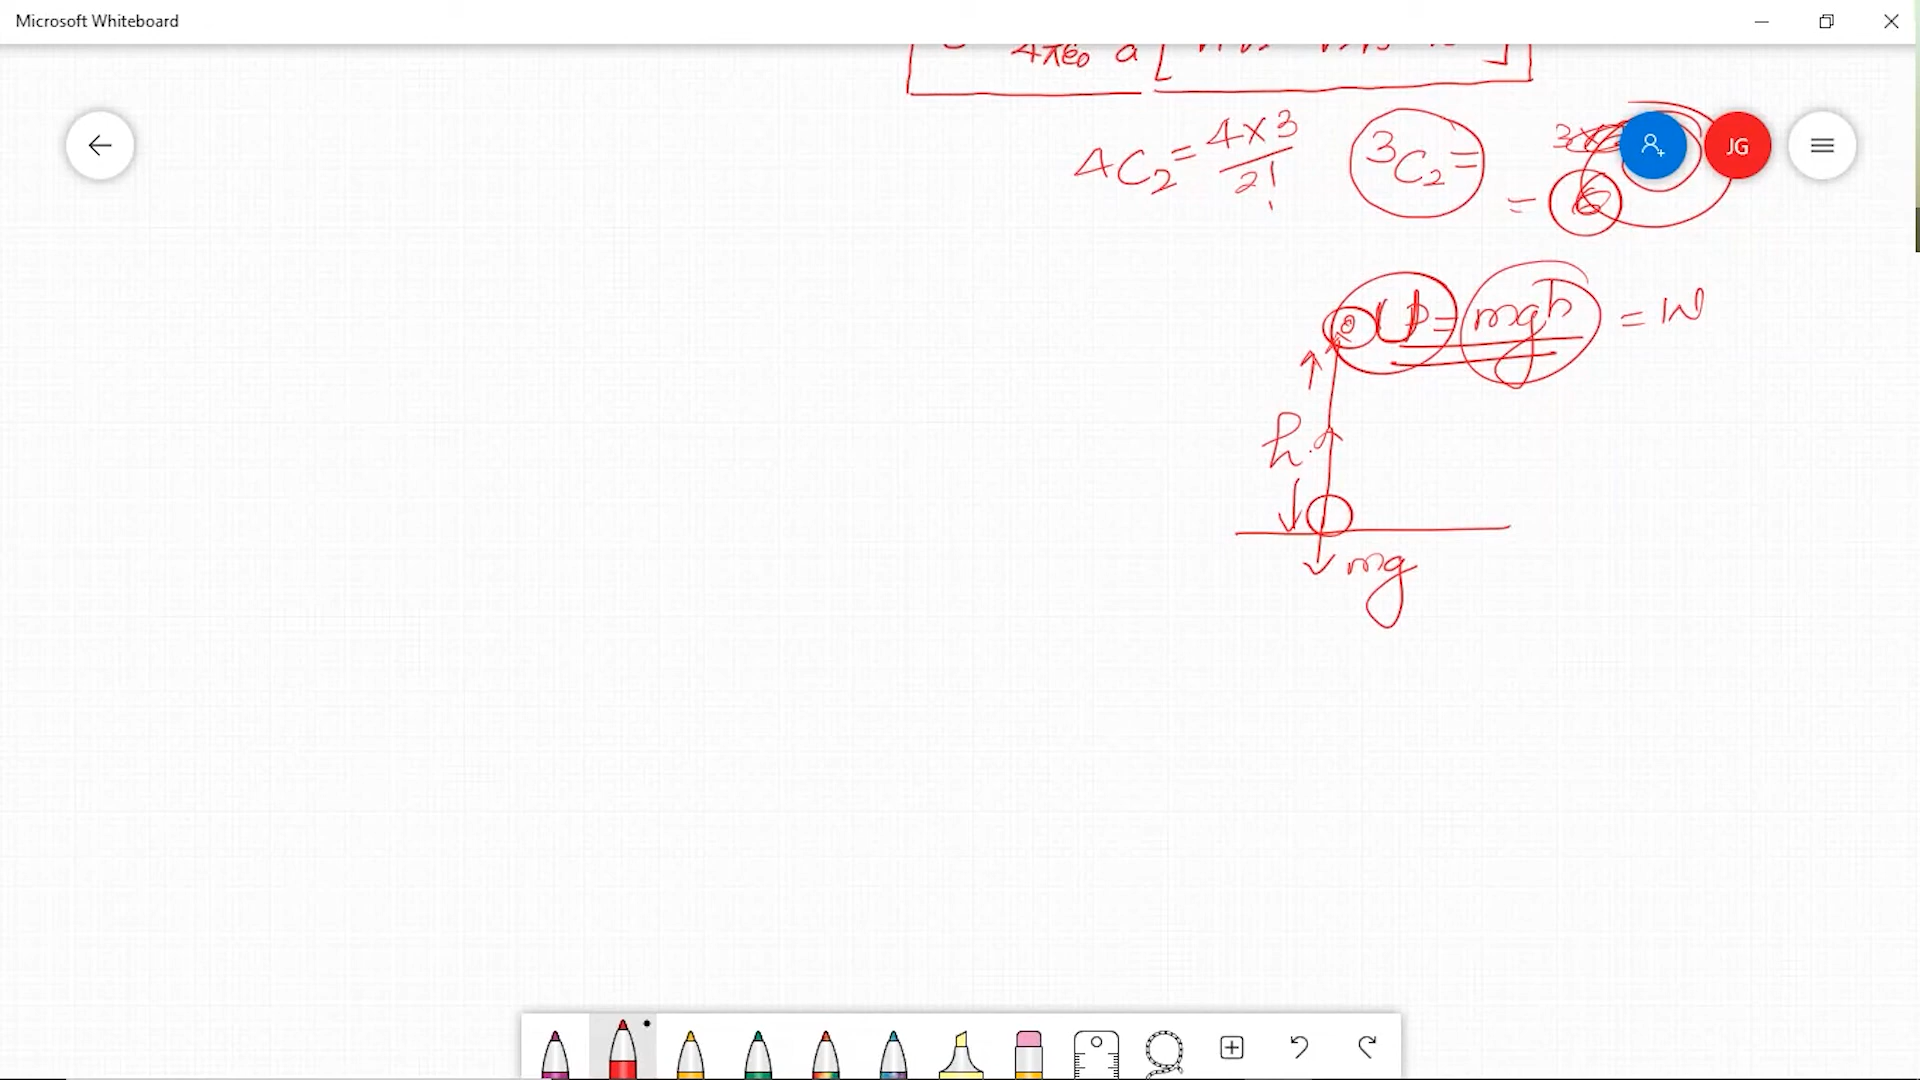 Microsoft Whiteboard
4πε₀ a [
4C₂ = 4 × 3 / 2!
³C₂ =
= 6
JG
U = mgh = W
h
mg